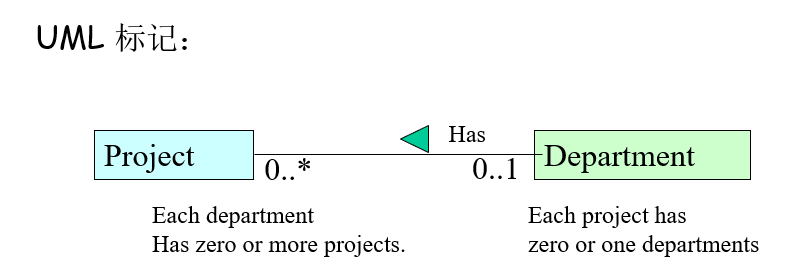 UML 标记：
Has
Project
Department
0..*
0..1
Each department
Has zero or more projects.
Each project has
zero or one departments